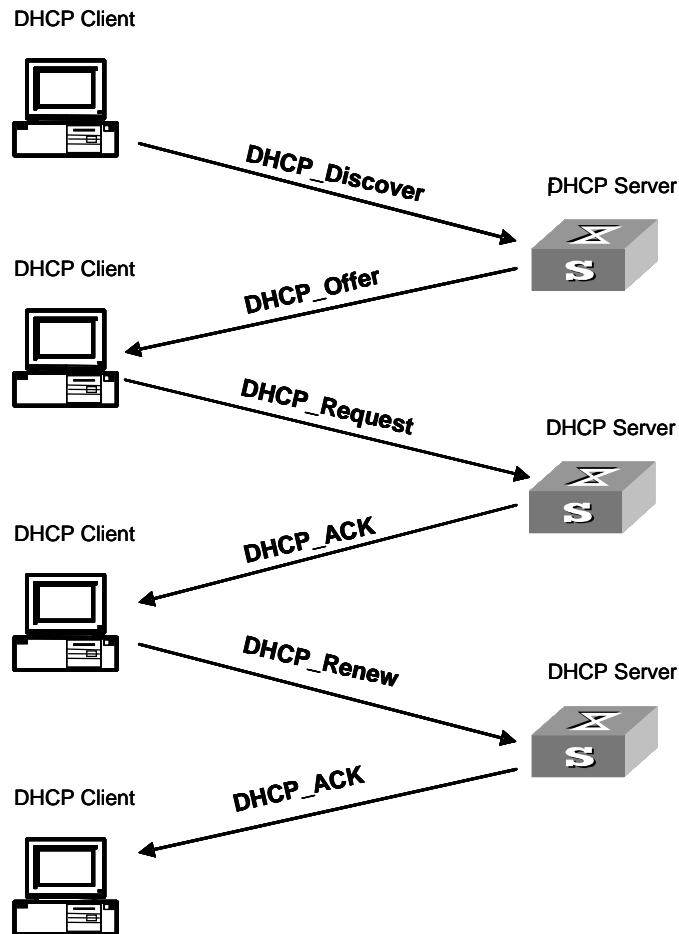 DHCP Client
DHCP_Discover
DHCP Server
S
DHCP Client
DHCP_Offer
DHCP_Request
DHCP Server
S
DHCP Client
DHCP_ACK
DHCP_Renew
DHCP Server
S
DHCP Client
DHCP_ACK